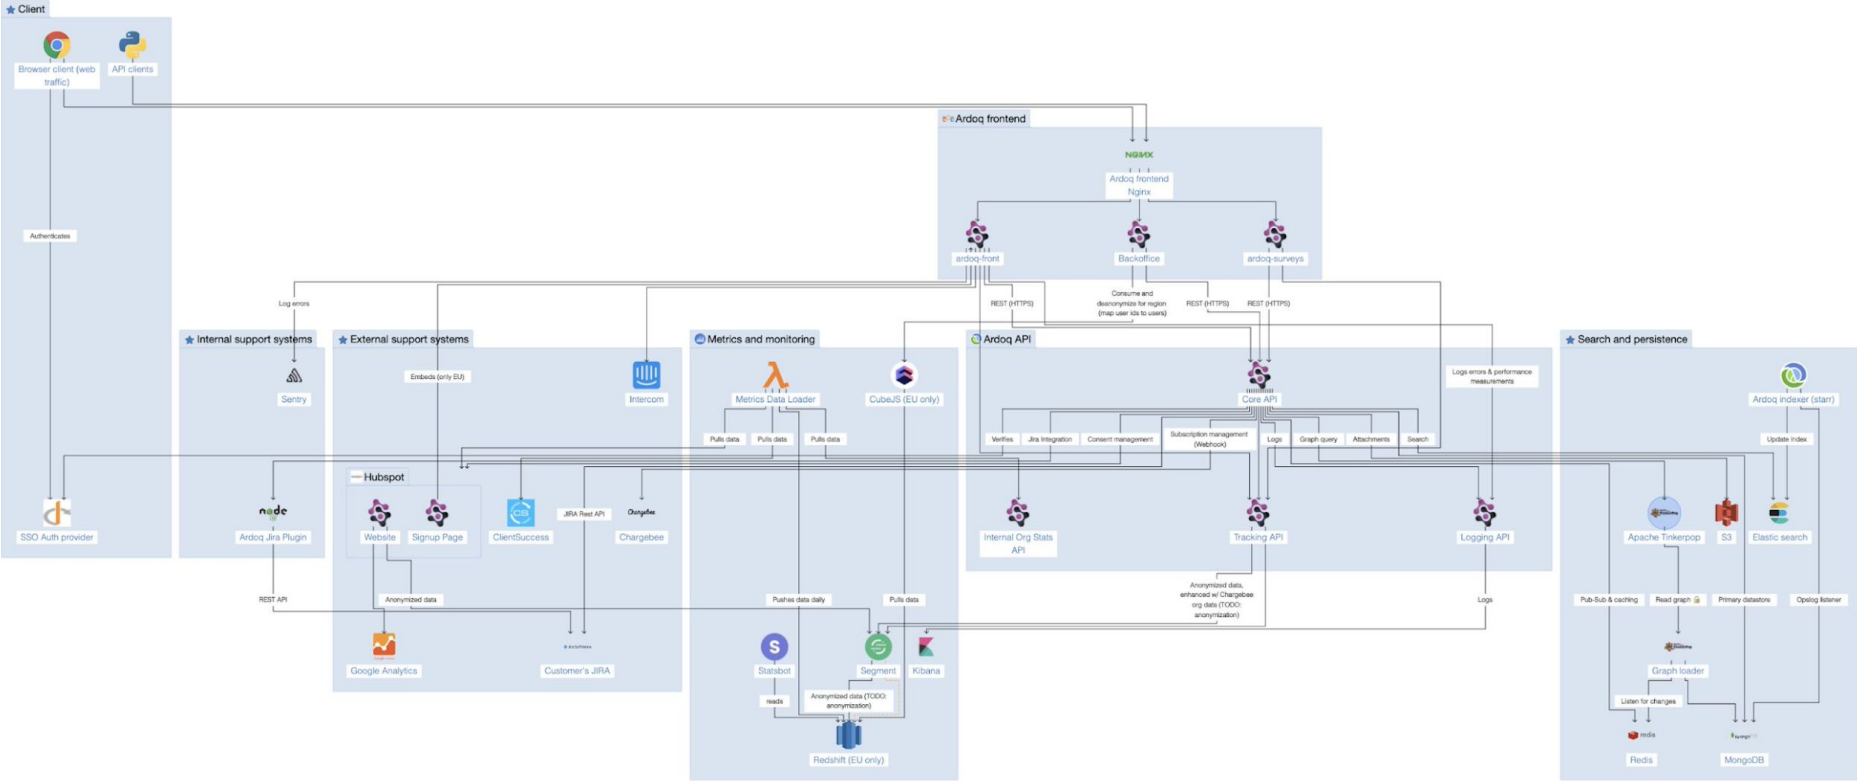 Client
Browser client (web
traffic)
API clients
Authenticates
SSO Auth provider
Ardoq frontend
NGINX
Ardoq frontend
Nginx
ardoq-front
Backoffice
ardoq-surveys
Log errors
Consume and
deanonymize for region
(map user ids to users)
REST (HTTPS)
REST (HTTPS)
REST (HTTPS)
Internal support systems
Sentry
node
Ardoq Jira Plugin
REST API
External support systems
Embeds (only EU)
Intercom
Hubspot
Website
Signup Page
ClientSuccess
JIRA Rest API
Chargebee
Chargebee
Anonymized data
Google Analytics
Customer's JIRA
Metrics and monitoring
Metrics Data Loader
CubeJS (EU only)
Pulls data
Pulls data
Pulls data
Pushes data daily
Pulls data
S
Statsbot
Segment
Kibana
reads
Anonymized data (TODO:
anonymization)
Redshift (EU only)
Ardoq API
Core API
Logs errors & performance
measurements
Verifies
Jira Integration
Consent management
Subscription management
(Webhook)
Logs
Graph query
Attachments
Search
Internal Org Stats
API
Tracking API
Logging API
Anonymized data,
enhanced w/ Chargebee
org data (TODO:
anonymization)
Logs
Search and persistence
Ardoq indexer (starr)
Update index
Apache Tinkerpop
S3
Elastic search
Pub-Sub & caching
Read graph
Primary datastore
Opslog listener
Graph loader
Listen for changes
redis
Redis
MongoDB